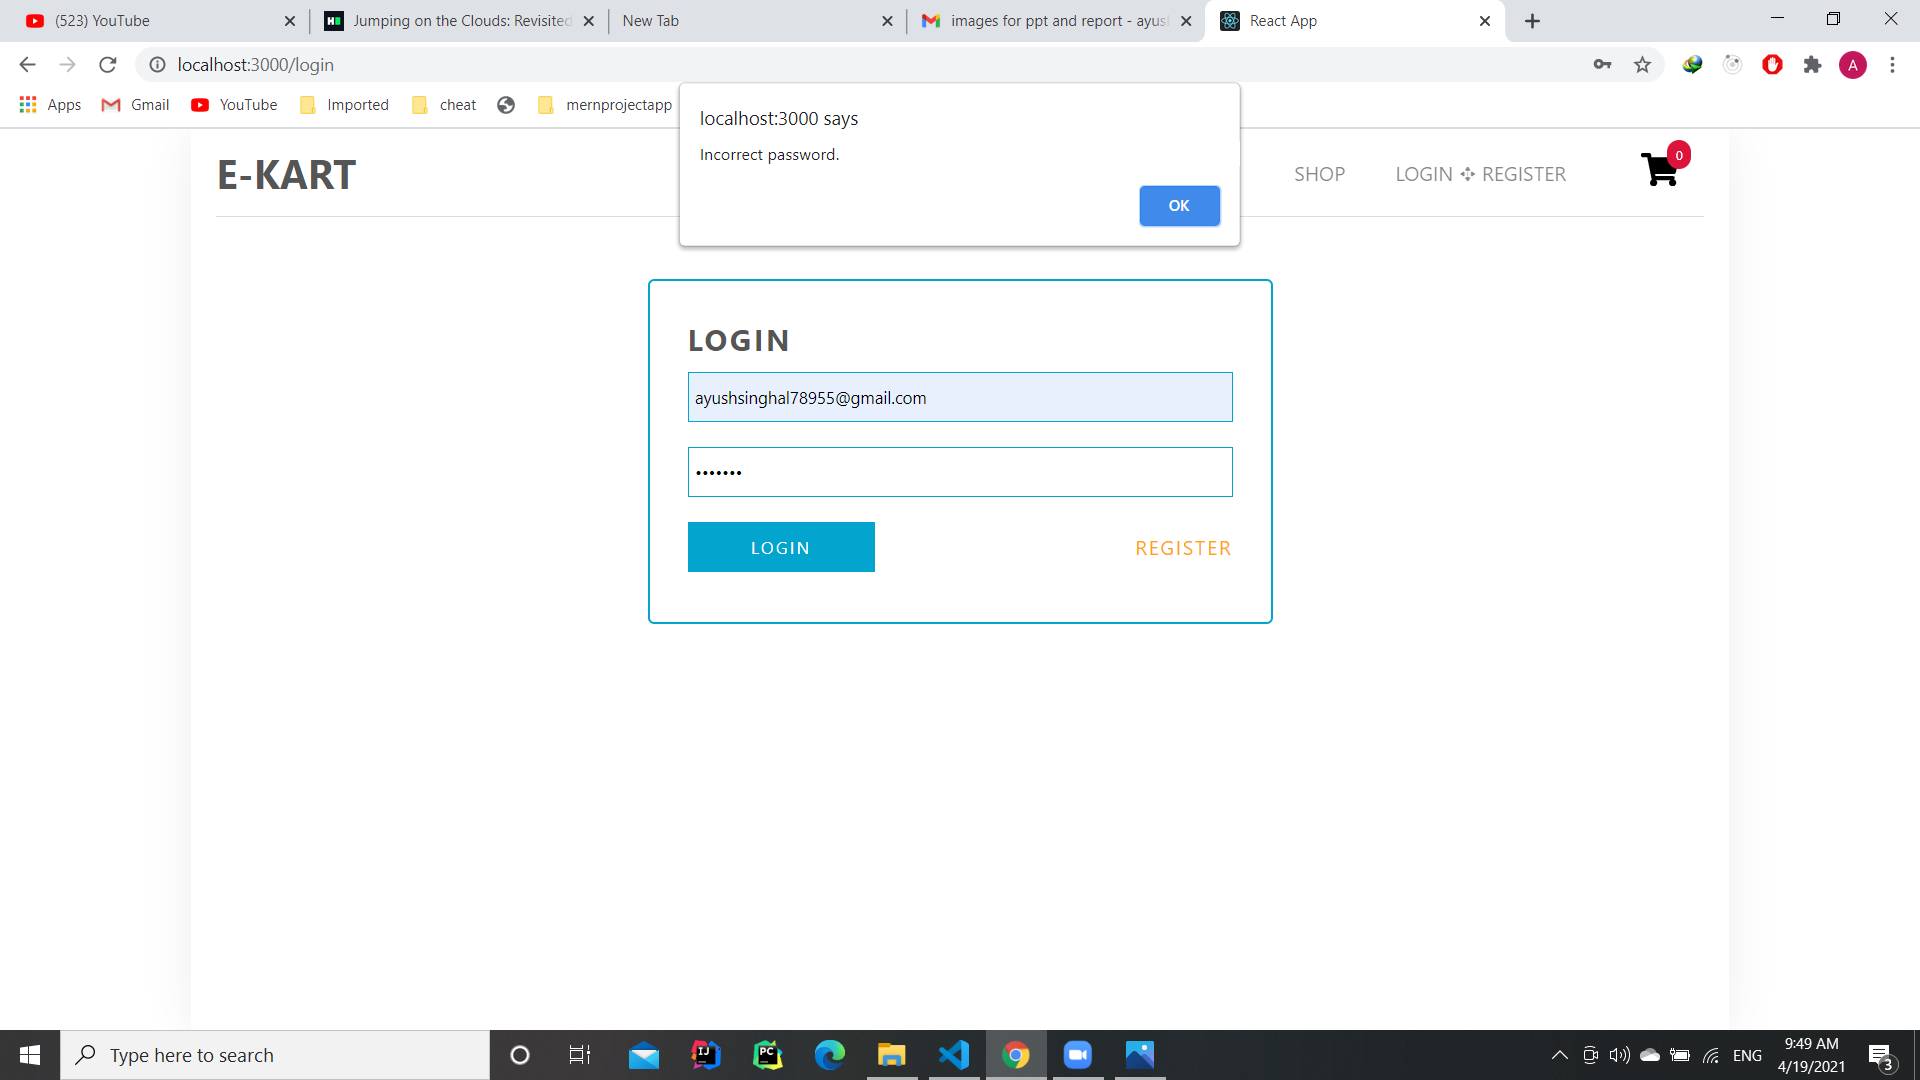 (523) YouTube
Jumping on the Clouds: Revisited
New Tab
images for ppt and report - ayus
React App
localhost:3000/login
A
Apps
Gmail
YouTube
Imported
cheat
mernprojectapp
localhost:3000 says
Incorrect password.
OK
E-KART
SHOP
LOGIN REGISTER
0
LOGIN
ayushsinghal78955@gmail.com
•••••••
LOGIN
REGISTER
Type here to search
IJ
PC
ENG
9:49 AM
4/19/2021
3